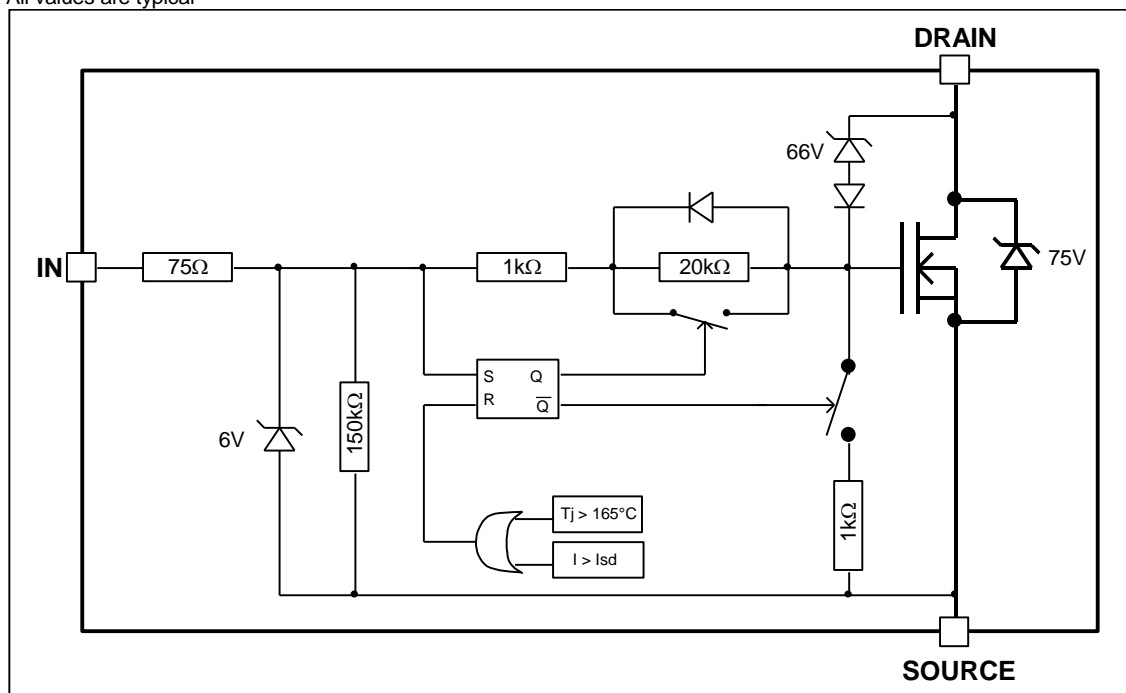 All values are typical
DRAIN
66V
IN
75Ω
1kΩ
20kΩ
75V
S Q
R Q̅
6V
150kΩ
Tj > 165°C
I > Isd
1kΩ
SOURCE